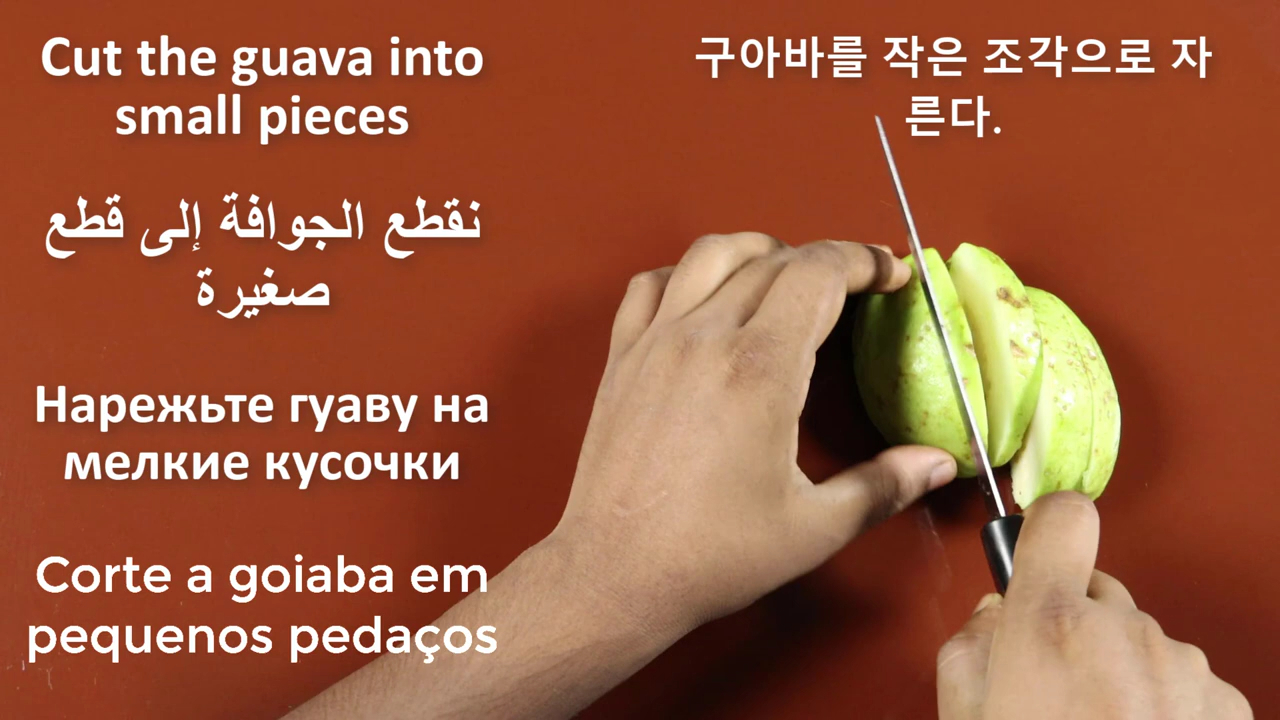 Cut the guava into
small pieces
نقطع الجوافة إلى قطع
صغيرة
Нарежьте гуаву на
мелкие кусочки
Corte a goiaba em
pequenos pedaços
구아바를 작은 조각으로 자
른다.